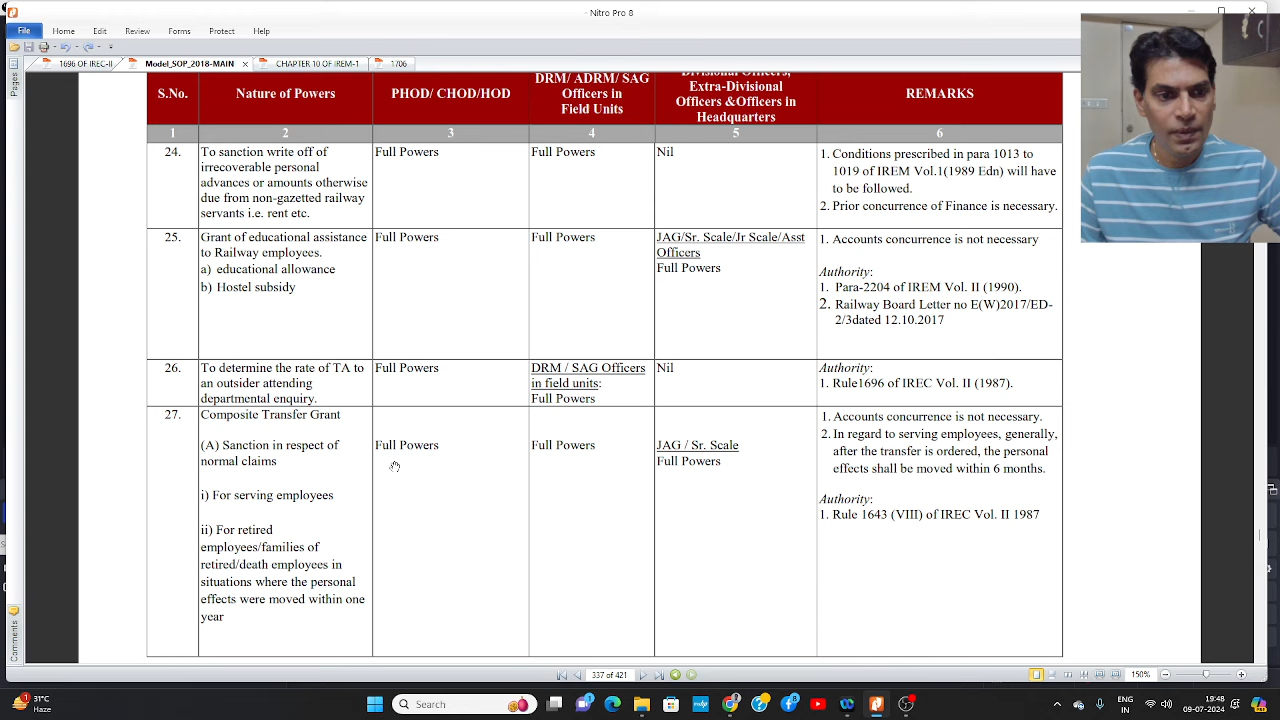 - Nitro Pro 8
File
Home
Edit
Review
Forms
Protect
Help
Pages
1696 OF IREC-II
Model_SOP_2018-MAIN
CHAPTER 10 OF IREM-1
1706
S.No.
Nature of Powers
PHOD/ CHOD/HOD
DRM/ ADRM/ SAG
Officers in
Field Units
Divisional Officers,
Extra-Divisional
Officers &Officers in
Headquarters
REMARKS
1
2
3
4
5
6
24.
To sanction write off of
irrecoverable personal
advances or amounts otherwise
due from non-gazetted railway
servants i.e. rent etc.
Full Powers
Full Powers
Nil
1. Conditions prescribed in para 1013 to
1019 of IREM Vol.1(1989 Edn) will have
to be followed.
2. Prior concurrence of Finance is necessary.
25.
Grant of educational assistance
to Railway employees.
a) educational allowance
b) Hostel subsidy
Full Powers
Full Powers
JAG/Sr. Scale/Jr Scale/Asst
Officers
Full Powers
1. Accounts concurrence is not necessary
Authority:
1. Para-2204 of IREM Vol. II (1990).
2. Railway Board Letter no E(W)2017/ED-
2/3dated 12.10.2017
26.
To determine the rate of TA to
an outsider attending
departmental enquiry.
Full Powers
DRM / SAG Officers
in field units:
Full Powers
Nil
Authority:
1. Rule1696 of IREC Vol. II (1987).
27.
Composite Transfer Grant
(A) Sanction in respect of
normal claims
i) For serving employees
ii) For retired
employees/families of
retired/death employees in
situations where the personal
effects were moved within one
year
Full Powers
Full Powers
JAG / Sr. Scale
Full Powers
1. Accounts concurrence is not necessary.
2. In regard to serving employees, generally,
after the transfer is ordered, the personal
effects shall be moved within 6 months.
Authority:
1. Rule 1643 (VIII) of IREC Vol. II 1987
Comments
337 of 421
150%
1
31°C
Haze
Search
ENG
IN
19:48
09-07-2024